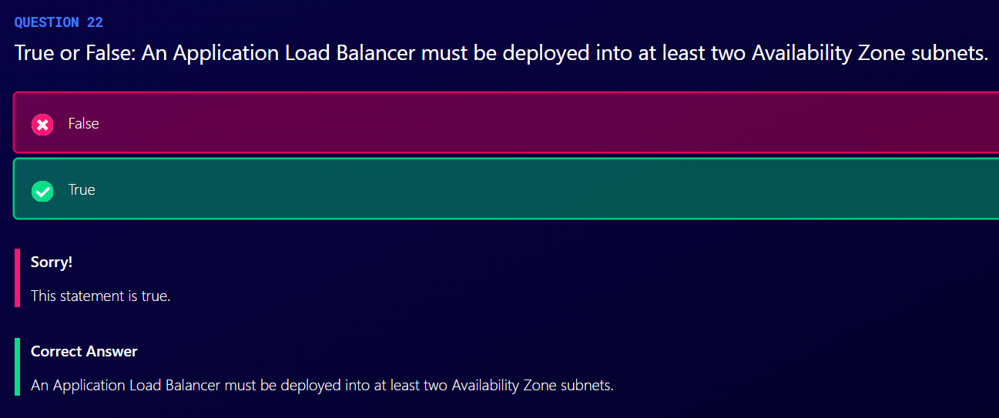 QUESTION 22
True or False: An Application Load Balancer must be deployed into at least two Availability Zone subnets.
False
True
Sorry!
This statement is true.
Correct Answer
An Application Load Balancer must be deployed into at least two Availability Zone subnets.